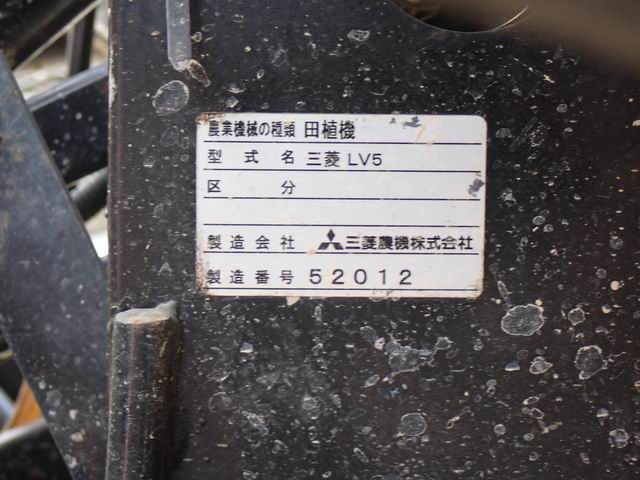 農業機械の種類 田植機
型式名 三菱 LV5
区分
製造会社 三菱農機株式会社
製造番号 52012